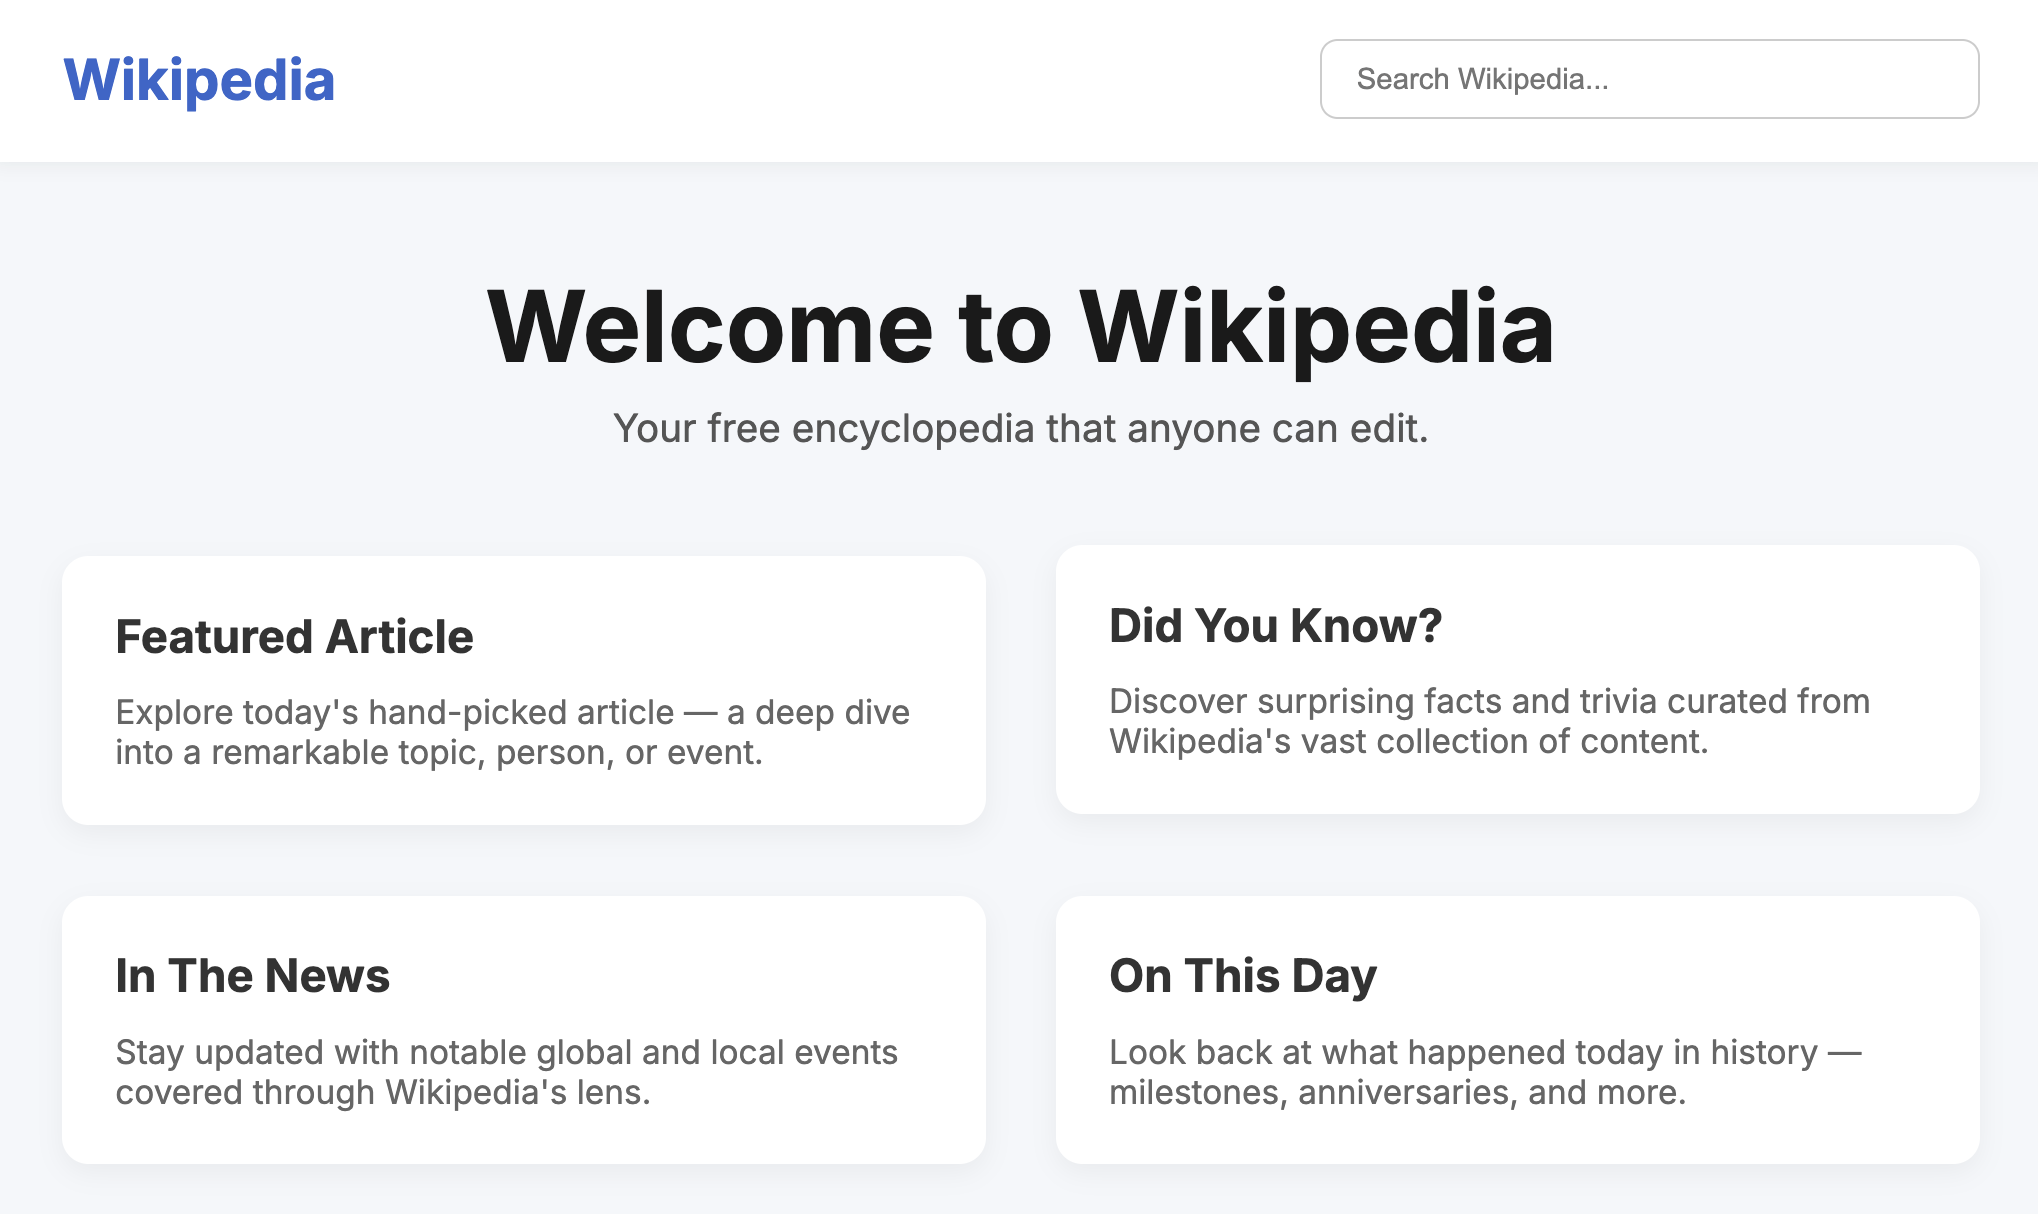 Wikipedia
Search Wikipedia...
Welcome to Wikipedia
Your free encyclopedia that anyone can edit.
Featured Article
Explore today's hand-picked article — a deep dive
into a remarkable topic, person, or event.
Did You Know?
Discover surprising facts and trivia curated from
Wikipedia's vast collection of content.
In The News
Stay updated with notable global and local events
covered through Wikipedia's lens.
On This Day
Look back at what happened today in history —
milestones, anniversaries, and more.